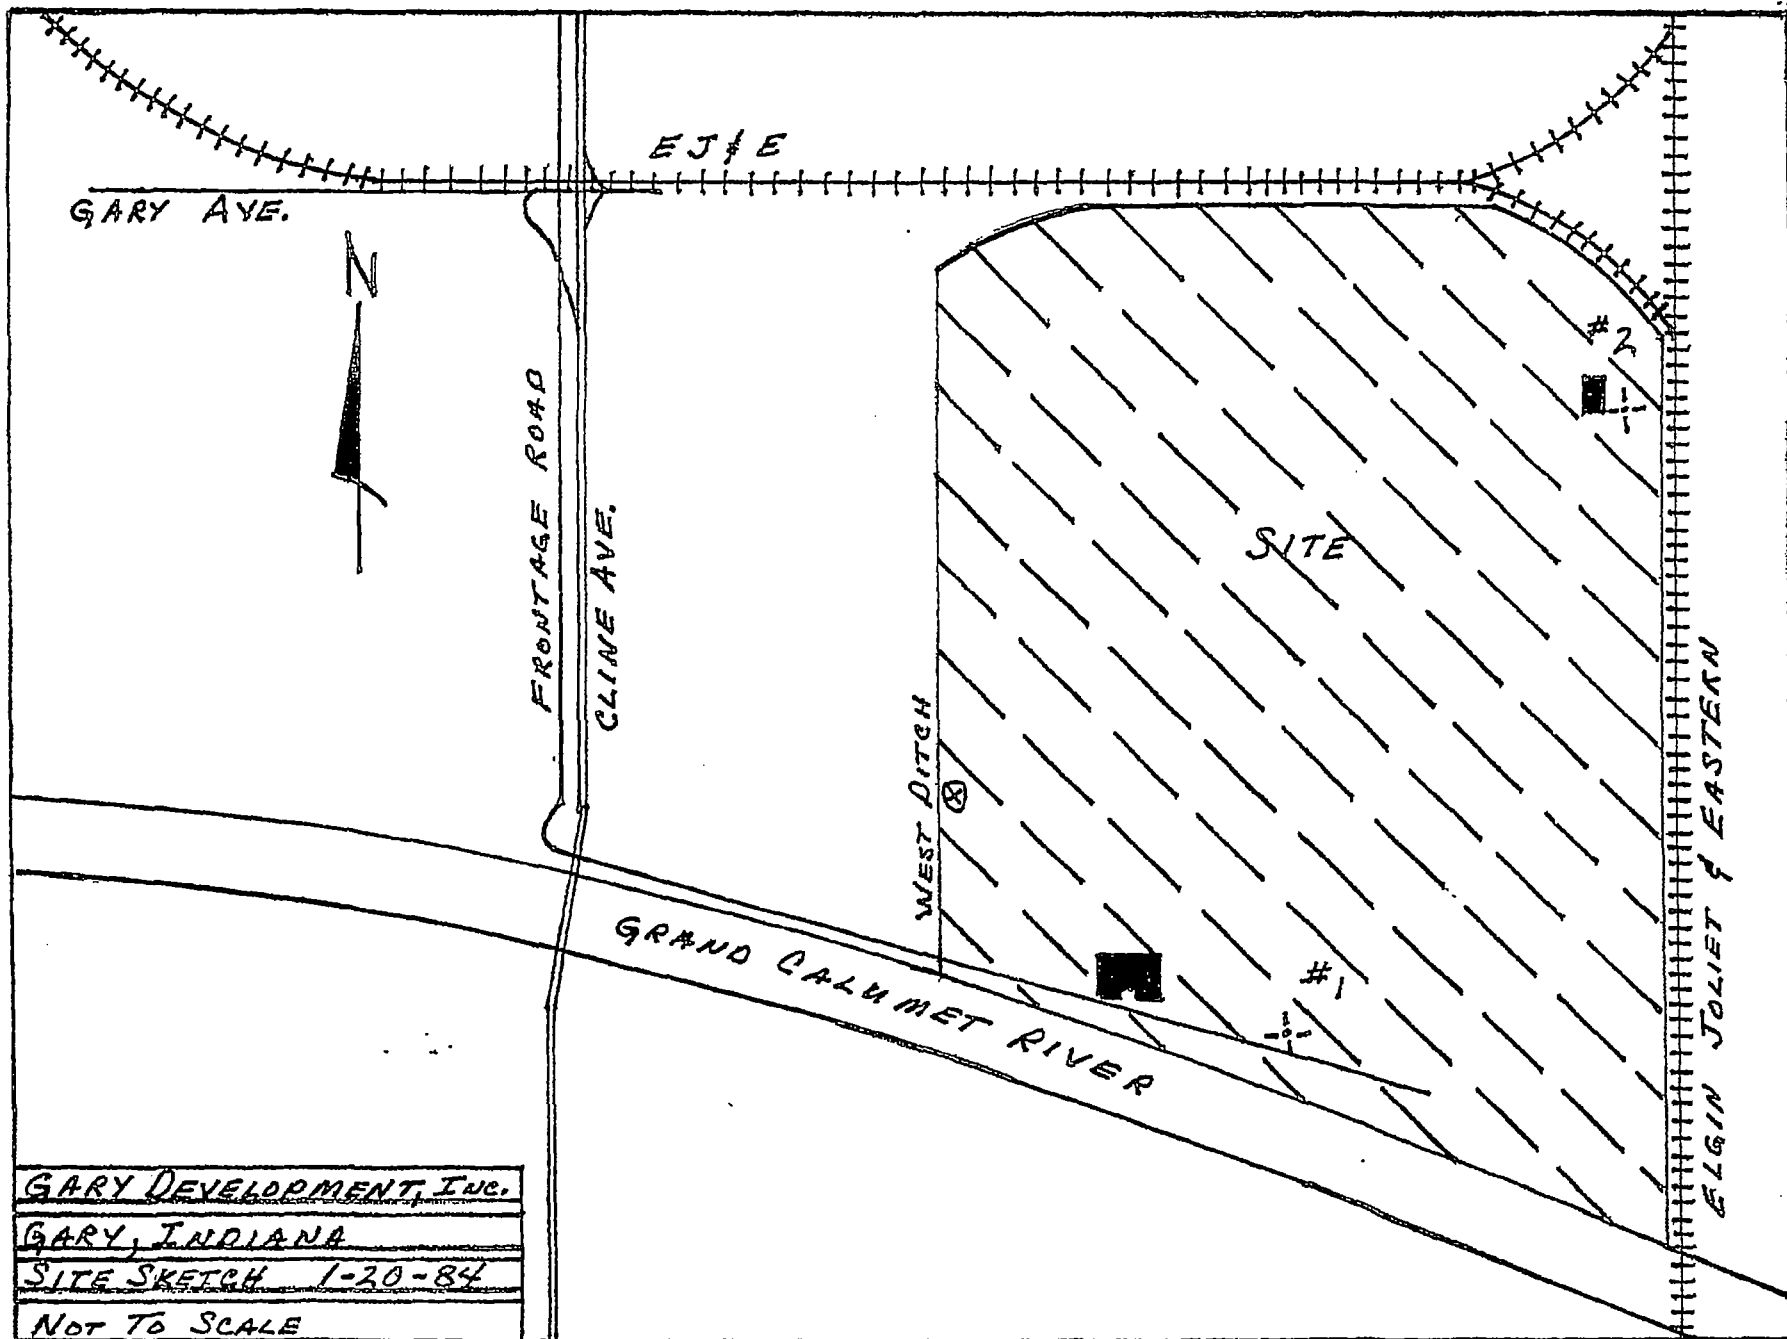 EJ&E
GARY AVE.
N
FRONTAGE ROAD
CLINE AVE.
#2
SITE
WEST DITCH
GRAND CALUMET RIVER
#1
ELGIN JOLIET & EASTERN
GARY DEVELOPMENT, INC.
GARY, INDIANA
SITE SKETCH 1-20-84
NOT TO SCALE